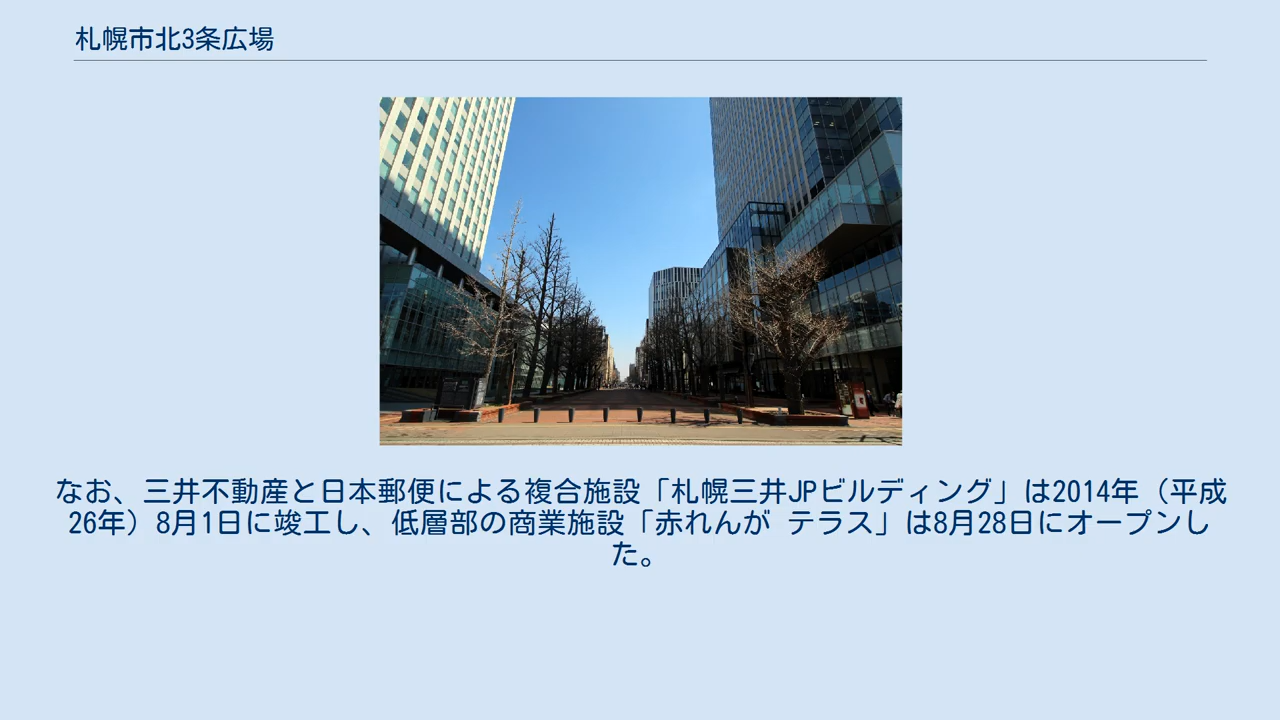 札幌市北3条広場
なお、三井不動産と日本郵便による複合施設「札幌三井JPビルディング」は2014年（平成
26年）8月1日に竣工し、低層部の商業施設「赤れんが テラス」は8月28日にオープンし
た。